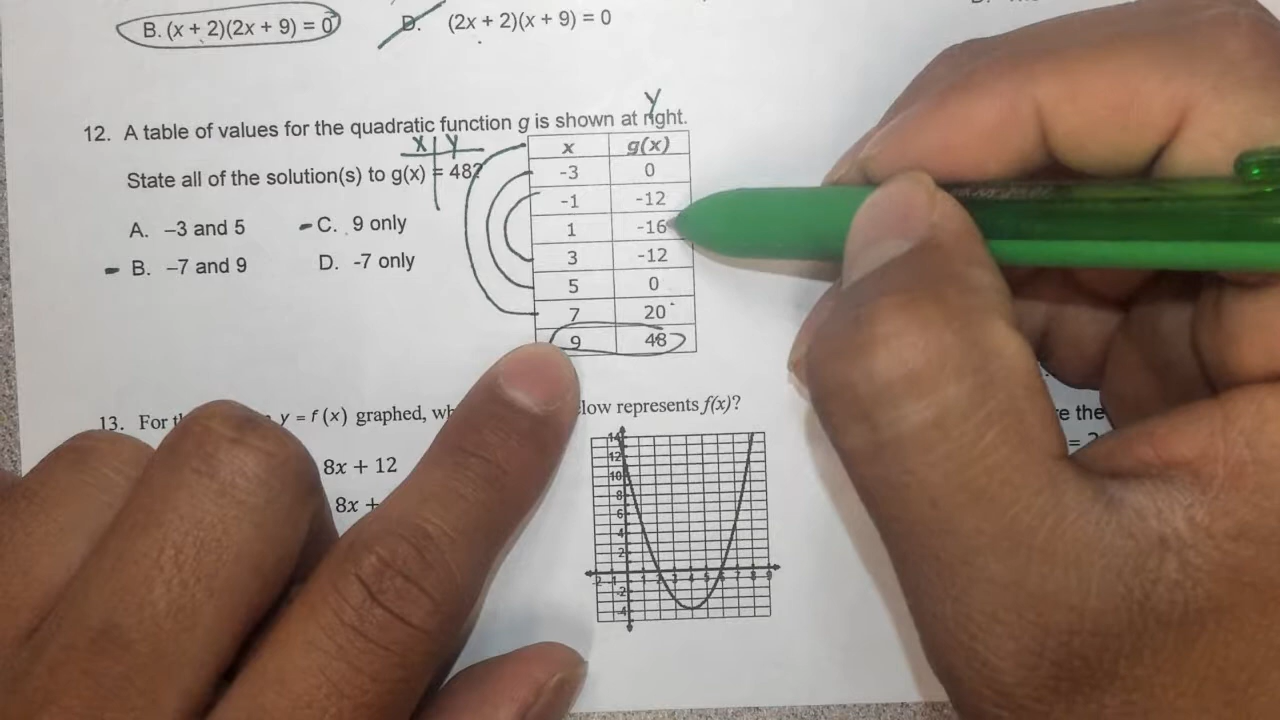 B. (x + 2)(2x + 9) = 0
D. (2x + 2)(x + 9) = 0
12. A table of values for the quadratic function g is shown at right.
Y
State all of the solution(s) to g(x) = 48?
X Y
A. –3 and 5
C. 9 only
B. –7 and 9
D. -7 only
x g(x)
-3 0
-1 -12
1 -16
3 -12
5 0
7 20
9 48
13. For y = f(x) graphed, below represents f(x)?
8x + 12
8x +
re the
14
12
10
8
6
4
2
-2 -1 1 2 3 4 5 6 7 8 9
-2
-4